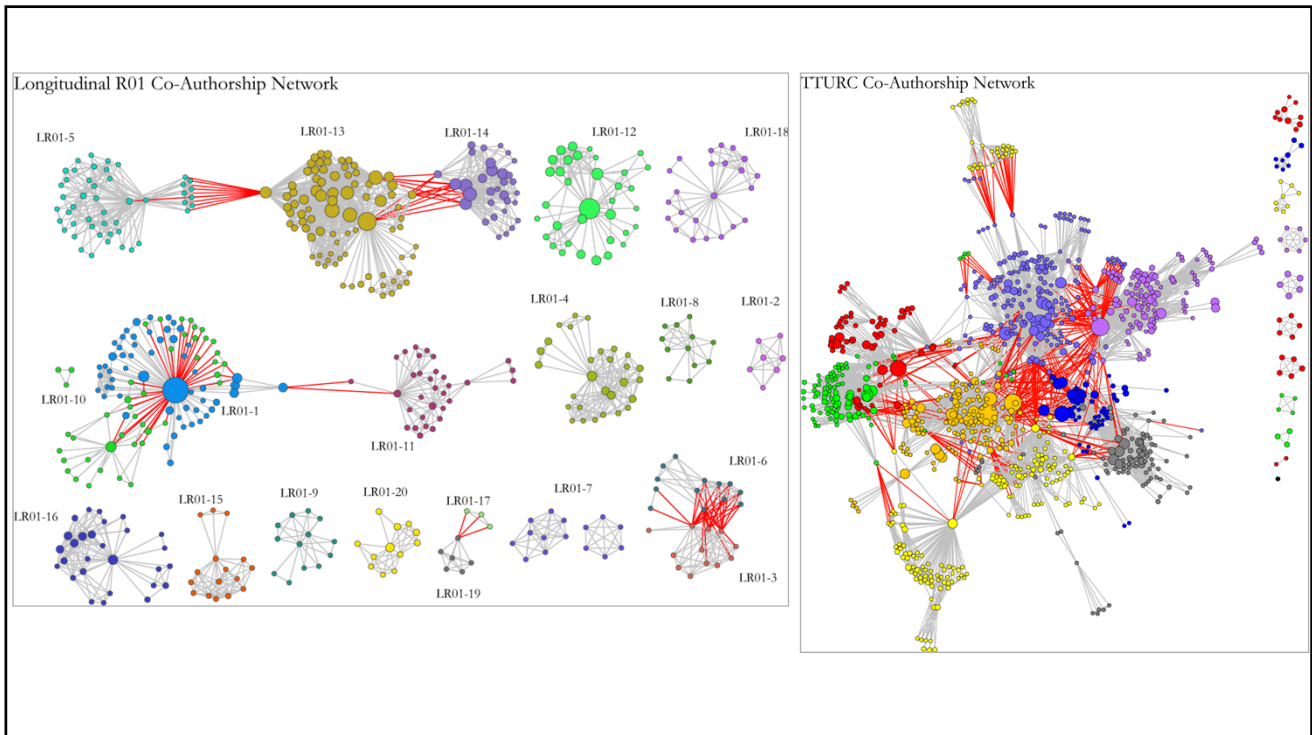 Longitudinal R01 Co-Authorship Network
LR01-5
LR01-13
LR01-14
LR01-12
LR01-18
LR01-4
LR01-8
LR01-2
LR01-10
LR01-1
LR01-11
LR01-6
LR01-16
LR01-15
LR01-9
LR01-20
LR01-17
LR01-7
LR01-19
LR01-3
TTURC Co-Authorship Network